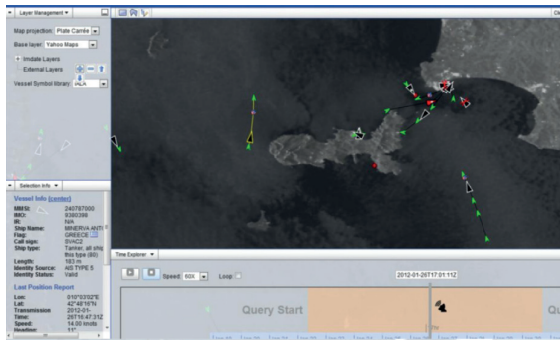 Layer Management
Map projection: Plate Carrée
Base layer: Yahoo Maps
Imdate Layers
External Layers
Vessel Symbol library: IALA
Selection Info
Vessel Info (center)
MMSI: 240787000
IMO: 9380398
IR: N/A
Ship Name: MINERVA ANT
Flag: GREECE
Call sign: SVAC2
Ship type: Tanker, all ship
this type (80)
Length: 183 m
Identity Source: AIS TYPE 5
Identity Status: Valid
Last Position Report
Lon: 010°03'02"E
Lat: 42°48'16"N
Transmission 2012-01-
Time: 26T16:47:31Z
Speed: 14.00 knots
Heading: 11°
Time Explorer
Speed: 60X
Loop:
2012-01-26T17:01:11Z
Query Start
Qu